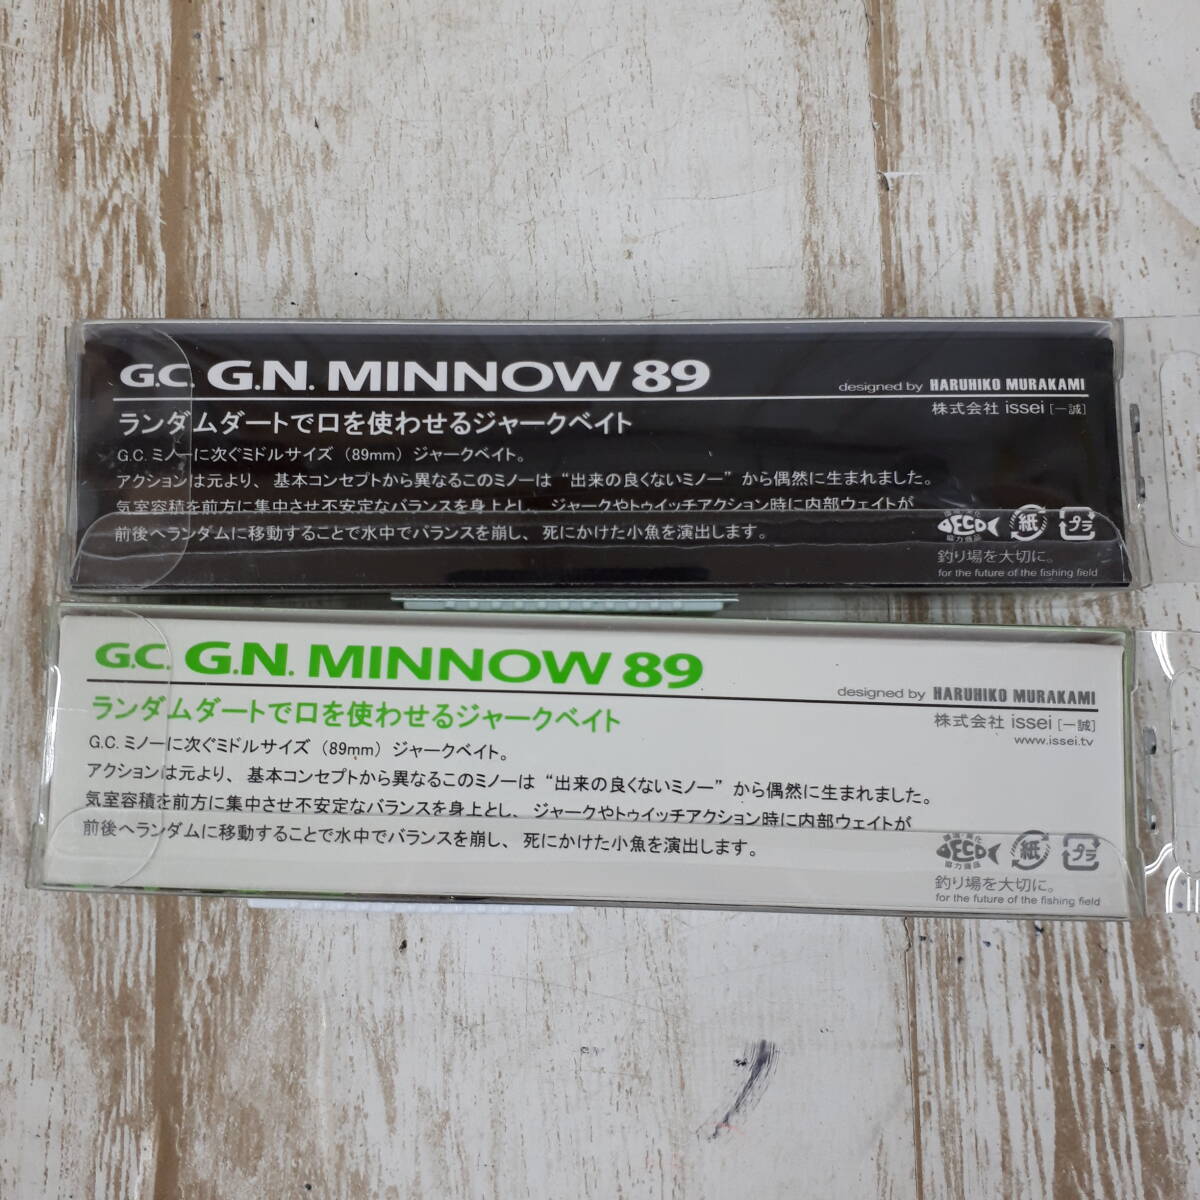 G.C. G.N. MINNOW 89
designed by HARUHIKO MURAKAMI
株式会社 issei [一誠]
ランダムダートで口を使わせるジャークベイト
G.C. ミノーに次ぐミドルサイズ（89mm）ジャークベイト。
アクションは元より、基本コンセプトから異なるこのミノーは“出来の良くないミノー”から偶然に生まれました。
気室容積を前方に集中させ不安定なバランスを身上とし、ジャークやトゥイッチアクション時に内部ウェイトが
前後へランダムに移動することで水中でバランスを崩し、死にかけた小魚を演出します。
ECO
協力商品
紙
プラ
釣り場を大切に。
for the future of the fishing field
G.C. G.N. MINNOW 89
designed by HARUHIKO MURAKAMI
株式会社 issei [一誠]
www.issei.tv
ランダムダートで口を使わせるジャークベイト
G.C. ミノーに次ぐミドルサイズ（89mm）ジャークベイト。
アクションは元より、基本コンセプトから異なるこのミノーは“出来の良くないミノー”から偶然に生まれました。
気室容積を前方に集中させ不安定なバランスを身上とし、ジャークやトゥイッチアクション時に内部ウェイトが
前後へランダムに移動することで水中でバランスを崩し、死にかけた小魚を演出します。
ECO
協力商品
紙
プラ
釣り場を大切に。
for the future of the fishing field